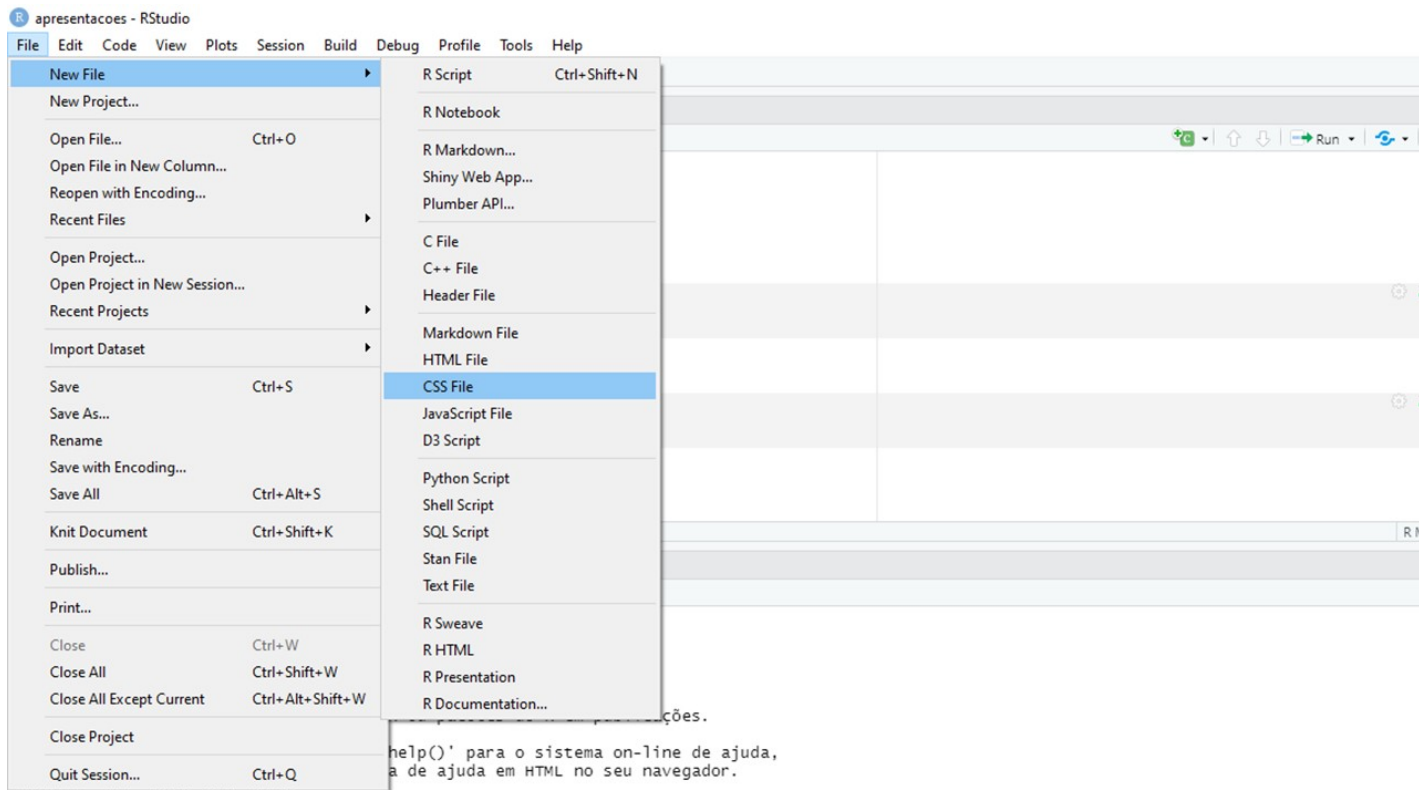 apresentacoes - RStudio
File Edit Code View Plots Session Build Debug Profile Tools Help
New File
New Project...
Open File... Ctrl+O
Open File in New Column...
Reopen with Encoding...
Recent Files
Open Project...
Open Project in New Session...
Recent Projects
Import Dataset
Save Ctrl+S
Save As...
Rename
Save with Encoding...
Save All Ctrl+Alt+S
Knit Document Ctrl+Shift+K
Publish...
Print...
Close Ctrl+W
Close All Ctrl+Shift+W
Close All Except Current Ctrl+Alt+Shift+W
Close Project
Quit Session... Ctrl+Q
R Script Ctrl+Shift+N
R Notebook
R Markdown...
Shiny Web App...
Plumber API...
C File
C++ File
Header File
Markdown File
HTML File
CSS File
JavaScript File
D3 Script
Python Script
Shell Script
SQL Script
Stan File
Text File
R Sweave
R HTML
R Presentation
R Documentation...
Run
R
ções.
help()' para o sistema on-line de ajuda,
a de ajuda em HTML no seu navegador.